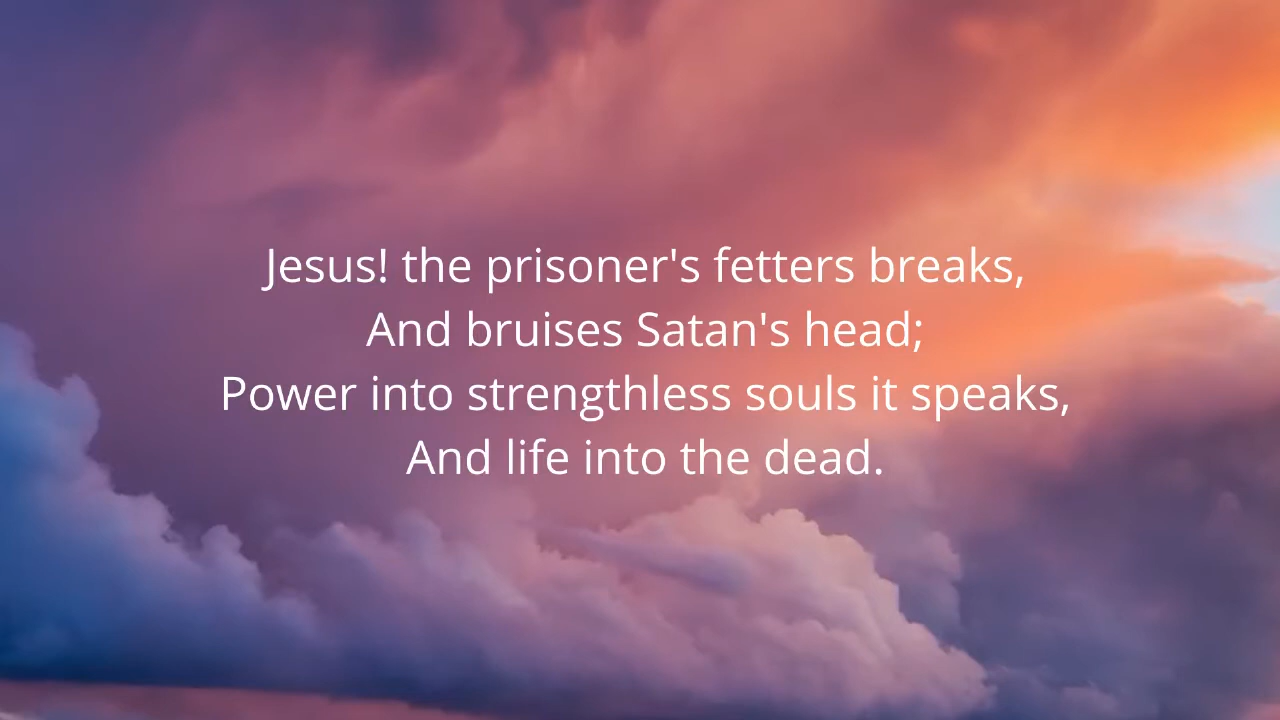 Jesus! the prisoner's fetters breaks,
And bruises Satan's head;
Power into strengthless souls it speaks,
And life into the dead.